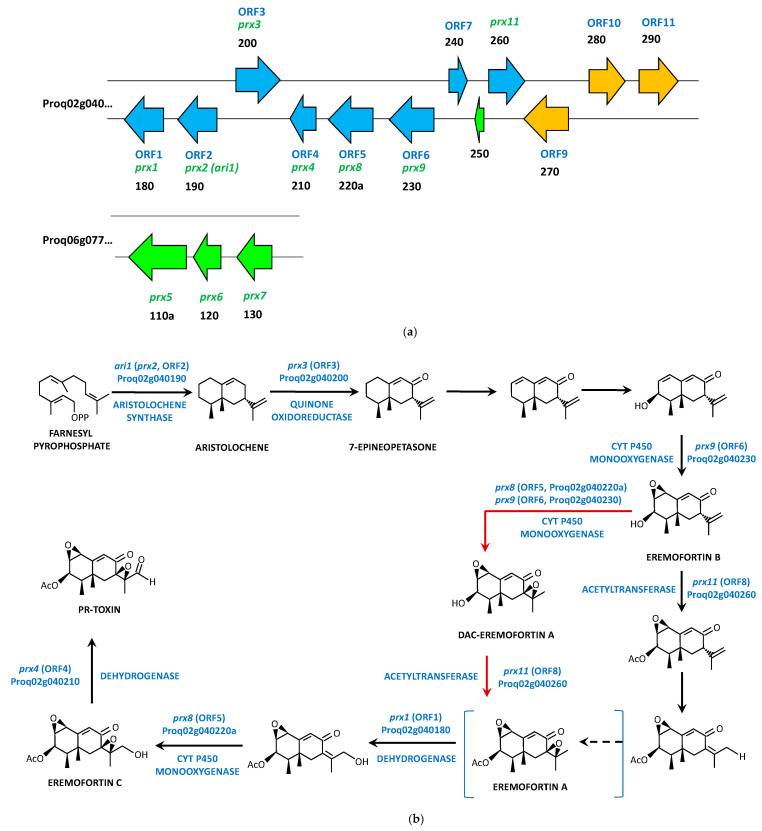 ORF3
prx3
200
ORF7
240
prx11
260
ORF10
280
ORF11
290
Proq02g040...
ORF1
prx1
180
ORF2
prx2 (ari1)
190
ORF4
prx4
210
ORF5
prx8
220a
ORF6
prx9
230
250
ORF9
270
Proq06g077...
prx5
110a
prx6
120
prx7
130
(a)
FARNESYL
PYROPHOSPHATE
OPP
ari1 (prx2, ORF2)
Proq02g040190
ARISTOLOCHENE
SYNTHASE
ARISTOLOCHENE
prx3 (ORF3)
Proq02g040200
QUINONE
OXIDOREDUCTASE
O
7-EPINEOPETASONE
O
O
HO
CYT P450
MONOOXYGENASE
prx9 (ORF6)
Proq02g040230
O
O
HO
EREMOFORTIN B
prx8 (ORF5, Proq02g040220a)
prx9 (ORF6, Proq02g040230)
CYT P450
MONOOXYGENASE
O
O
O
HO
DAC-EREMOFORTIN A
ACETYLTRANSFERASE
prx11 (ORF8)
Proq02g040260
O
O
AcO
O
O
H
AcO
ACETYLTRANSFERASE
prx11 (ORF8)
Proq02g040260
O
O
O
AcO
EREMOFORTIN A
prx1 (ORF1)
Proq02g040180
DEHYDROGENASE
O
O
OH
AcO
prx8 (ORF5)
Proq02g040220a
CYT P450
MONOOXYGENASE
O
O
O
OH
AcO
EREMOFORTIN C
prx4 (ORF4)
Proq02g040210
DEHYDROGENASE
O
O
O
O
H
AcO
PR-TOXIN
(b)